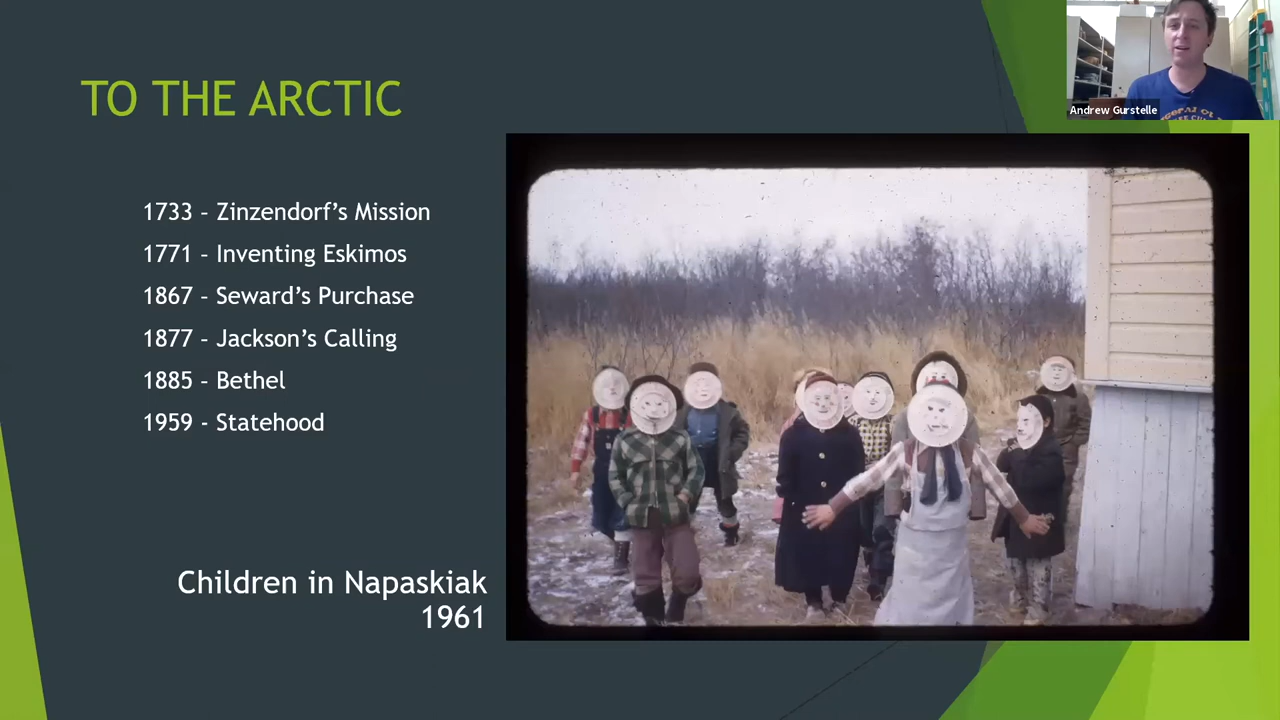 TO THE ARCTIC
1733 – Zinzendorf’s Mission
1771 – Inventing Eskimos
1867 – Seward’s Purchase
1877 – Jackson’s Calling
1885 – Bethel
1959 - Statehood
Children in Napaskiak
1961
Andrew Gurstelle